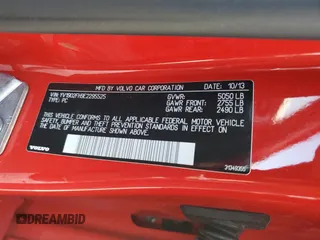 MFD. BY VOLVO CAR CORPORATION 10/13
VIN: YV1902FH9C2295525
TYPE: PC
GVWR: 5050 LB
GAWR FRONT: 2755 LB
GAWR REAR: 2490 LB
THIS VEHICLE CONFORMS TO ALL APPLICABLE FEDERAL MOTOR VEHICLE
SAFETY, BUMPER AND THEFT PREVENTION STANDARDS IN EFFECT ON THE
DATE OF MANUFACTURE SHOWN ABOVE
VOLVO
DREAMBID